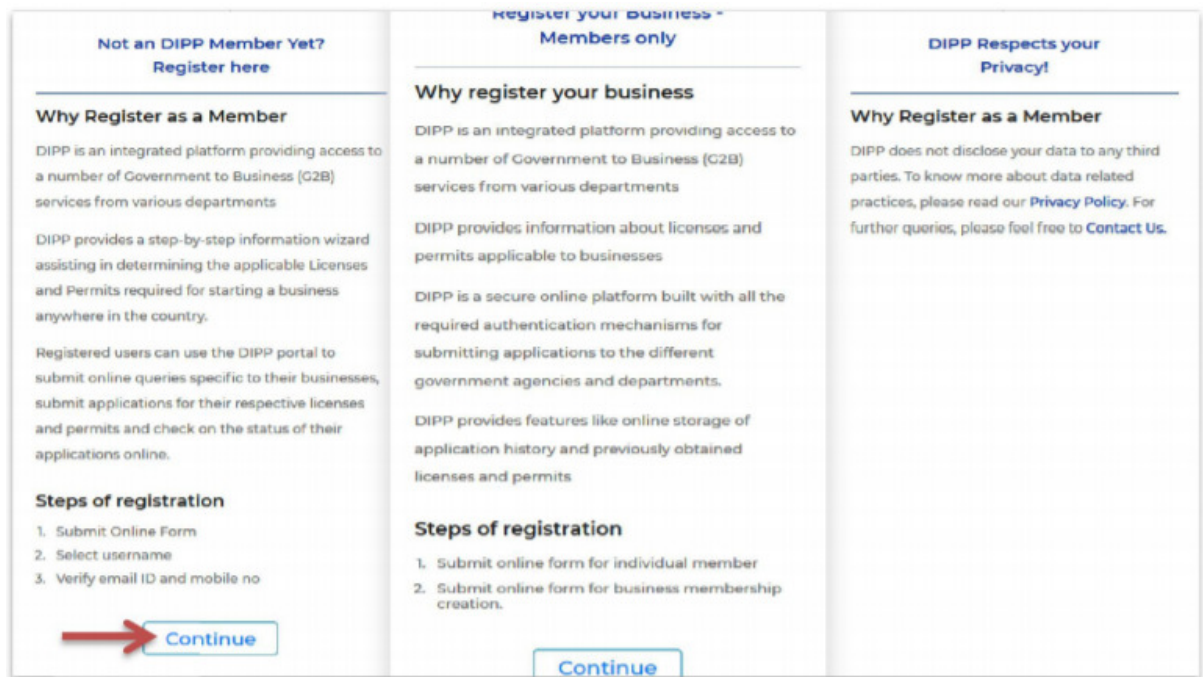 Not an DIPP Member Yet?
Register here
Why Register as a Member
DIPP is an integrated platform providing access to
a number of Government to Business (G2B)
services from various departments
DIPP provides a step-by-step information wizard
assisting in determining the applicable Licenses
and Permits required for starting a business
anywhere in the country.
Registered users can use the DIPP portal to
submit online queries specific to their businesses,
submit applications for their respective licenses
and permits and check on the status of their
applications online.
Steps of registration
1. Submit Online Form
2. Select username
3. Verify email ID and mobile no
Continue
Register your Business -
Members only
Why register your business
DIPP is an integrated platform providing access to
a number of Government to Business (G2B)
services from various departments
DIPP provides information about licenses and
permits applicable to businesses
DIPP is a secure online platform built with all the
required authentication mechanisms for
submitting applications to the different
government agencies and departments.
DIPP provides features like online storage of
application history and previously obtained
licenses and permits
Steps of registration
1. Submit online form for individual member
2. Submit online form for business membership
creation.
Continue
DIPP Respects your
Privacy!
Why Register as a Member
DIPP does not disclose your data to any third
parties. To know more about data related
practices, please read our Privacy Policy. For
further queries, please feel free to Contact Us.